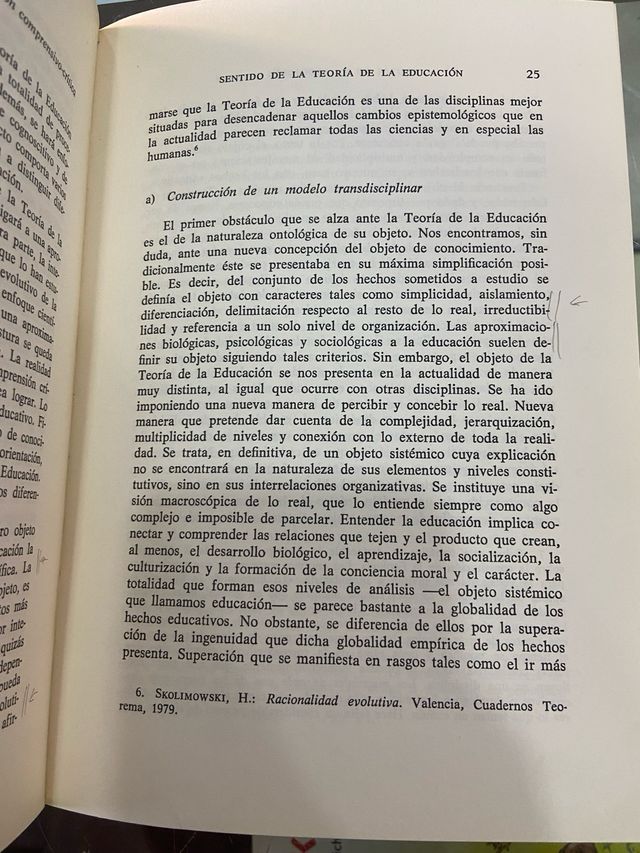 SENTIDO DE LA TEORÍA DE LA EDUCACIÓN 25
marse que la Teoría de la Educación es una de las disciplinas mejor
situadas para desencadenar aquellos cambios epistemológicos que en
la actualidad parecen reclamar todas las ciencias y en especial las
humanas.⁶
a) Construcción de un modelo transdisciplinar
El primer obstáculo que se alza ante la Teoría de la Educación
es el de la naturaleza ontológica de su objeto. Nos encontramos, sin
duda, ante una nueva concepción del objeto de conocimiento. Tra-
dicionalmente éste se presentaba en su máxima simplificación posi-
ble. Es decir, del conjunto de los hechos sometidos a estudio se
definía el objeto con caracteres tales como simplicidad, aislamiento,
diferenciación, delimitación respecto al resto de lo real, irreductibi-
lidad y referencia a un solo nivel de organización. Las aproximacio-
nes biológicas, psicológicas y sociológicas a la educación suelen de-
finir su objeto siguiendo tales criterios. Sin embargo, el objeto de la
Teoría de la Educación se nos presenta en la actualidad de manera
muy distinta, al igual que ocurre con otras disciplinas. Se ha ido
imponiendo una nueva manera de percibir y concebir lo real. Nueva
manera que pretende dar cuenta de la complejidad, jerarquización,
multiplicidad de niveles y conexión con lo externo de toda la reali-
dad. Se trata, en definitiva, de un objeto sistémico cuya explicación
no se encontrará en la naturaleza de sus elementos y niveles consti-
tutivos, sino en sus interrelaciones organizativas. Se instituye una vi-
sión macroscópica de lo real, que lo entiende siempre como algo
complejo e imposible de parcelar. Entender la educación implica co-
nectar y comprender las relaciones que tejen y el producto que crean,
al menos, el desarrollo biológico, el aprendizaje, la socialización, la
culturización y la formación de la conciencia moral y el carácter. La
totalidad que forman esos niveles de análisis —el objeto sistémico
que llamamos educación— se parece bastante a la globalidad de los
hechos educativos. No obstante, se diferencia de ellos por la supera-
ción de la ingenuidad que dicha globalidad empírica de los hechos
presenta. Superación que se manifiesta en rasgos tales como el ir más
6. SKOLIMOWSKI, H.: Racionalidad evolutiva. Valencia, Cuadernos Teo-
rema, 1979.